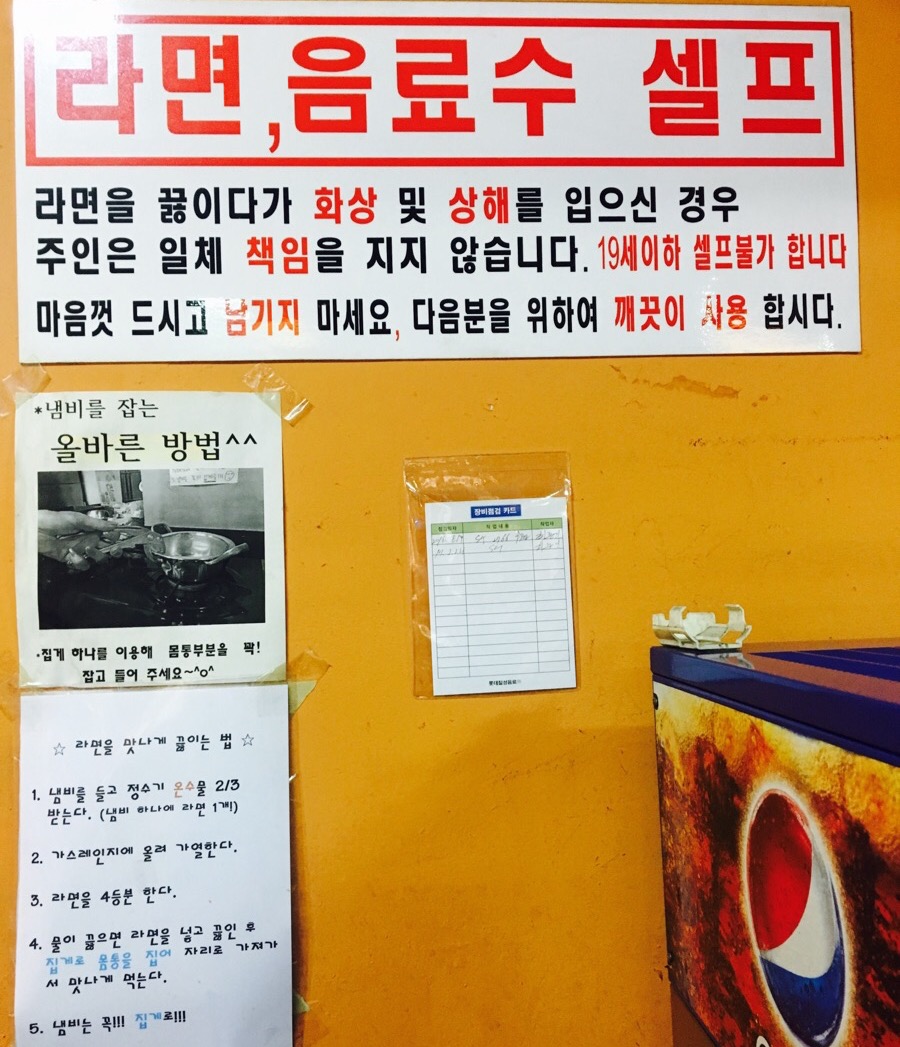 라면,음료수 셀프
라면을 끓이다가 화상 및 상해를 입으신 경우
주인은 일체 책임을 지지 않습니다. 19세이하 셀프불가 합니다
마음껏 드시고 남기지 마세요, 다음분을 위하여 깨끗이 사용 합시다.
*냄비를 잡는
올바른 방법^^
·집게 하나를 이용해 몸통부분을 꽉!
잡고 들어 주세요~^o^
☆ 라면을 맛나게 끓이는 법 ☆
1. 냄비를 들고 정수기 온수물 2/3
받는다. (냄비 하나에 라면 1개)
2. 가스레인지에 올려 가열한다.
3. 라면을 4등분 한다.
4. 물이 끓으면 라면을 넣고 끓인 후
집게로 몸통을 집어 자리로 가져가
서 맛나게 먹는다.
5. 냄비는 꼭!!! 집게로!!!
장비점검 카드
점검내용
롯데칠성음료